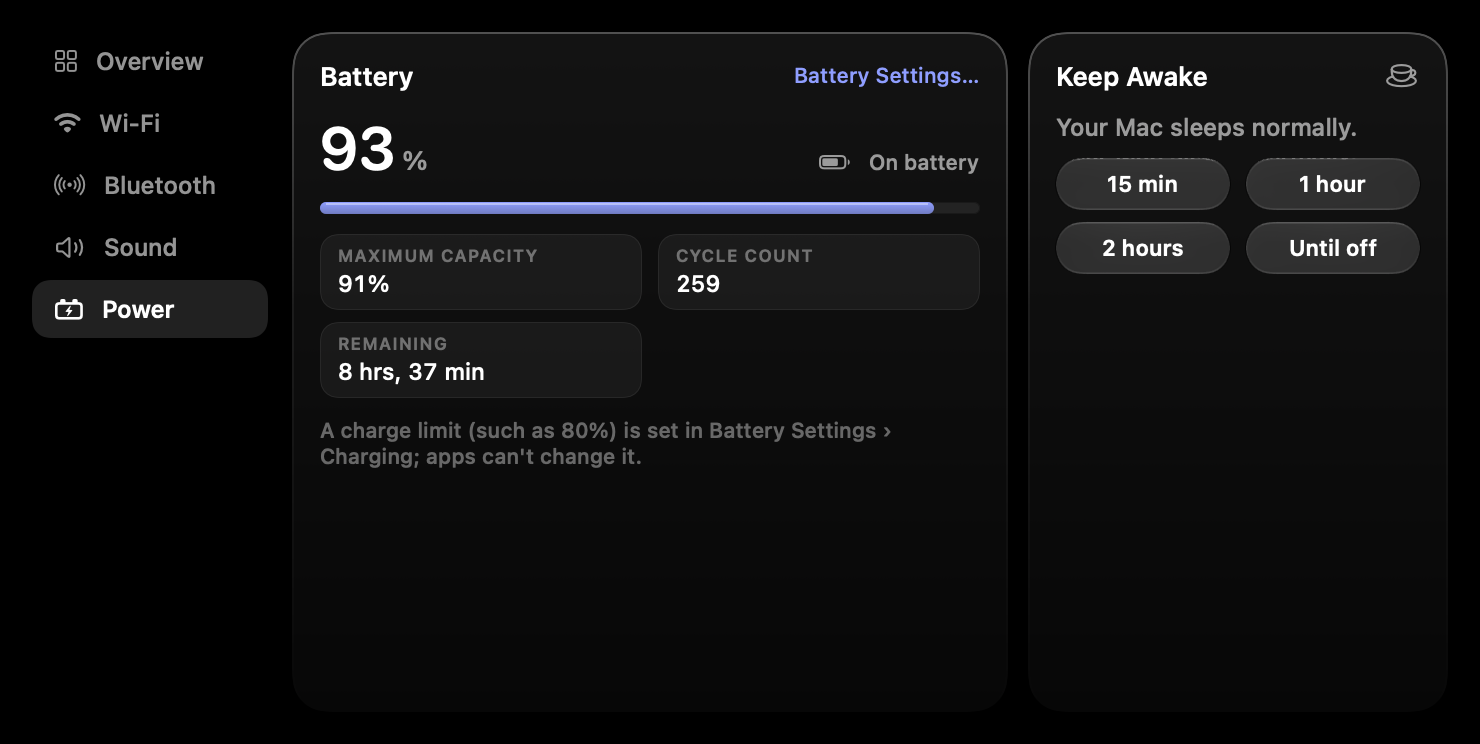 Overview
Wi-Fi
Bluetooth
Sound
Power
Battery
Battery Settings...
93 %
On battery
MAXIMUM CAPACITY
91%
CYCLE COUNT
259
REMAINING
8 hrs, 37 min
A charge limit (such as 80%) is set in Battery Settings ›
Charging; apps can't change it.
Keep Awake
Your Mac sleeps normally.
15 min
1 hour
2 hours
Until off